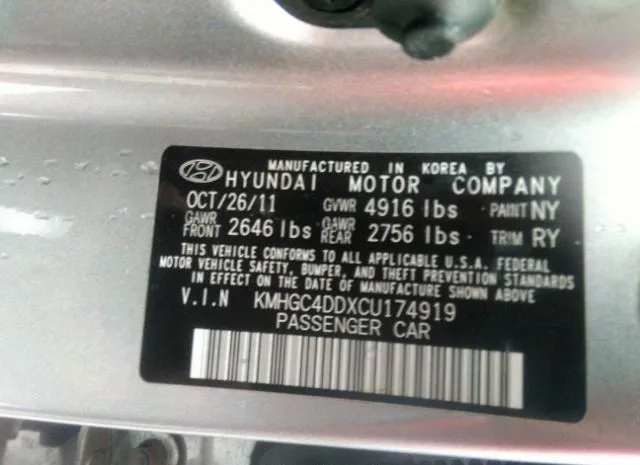 MANUFACTURED IN KOREA BY
HYUNDAI MOTOR COMPANY
OCT/26/11 GVWR 4916 lbs PAINT NY
GAWR FRONT 2646 lbs GAWR REAR 2756 lbs TRIM RY
THIS VEHICLE CONFORMS TO ALL APPLICABLE U.S.A. FEDERAL
MOTOR VEHICLE SAFETY, BUMPER, AND THEFT PREVENTION STANDARDS
IN EFFECT ON THE DATE OF MANUFACTURE SHOWN ABOVE
V.I.N KMHGC4DDXCU174919
PASSENGER CAR